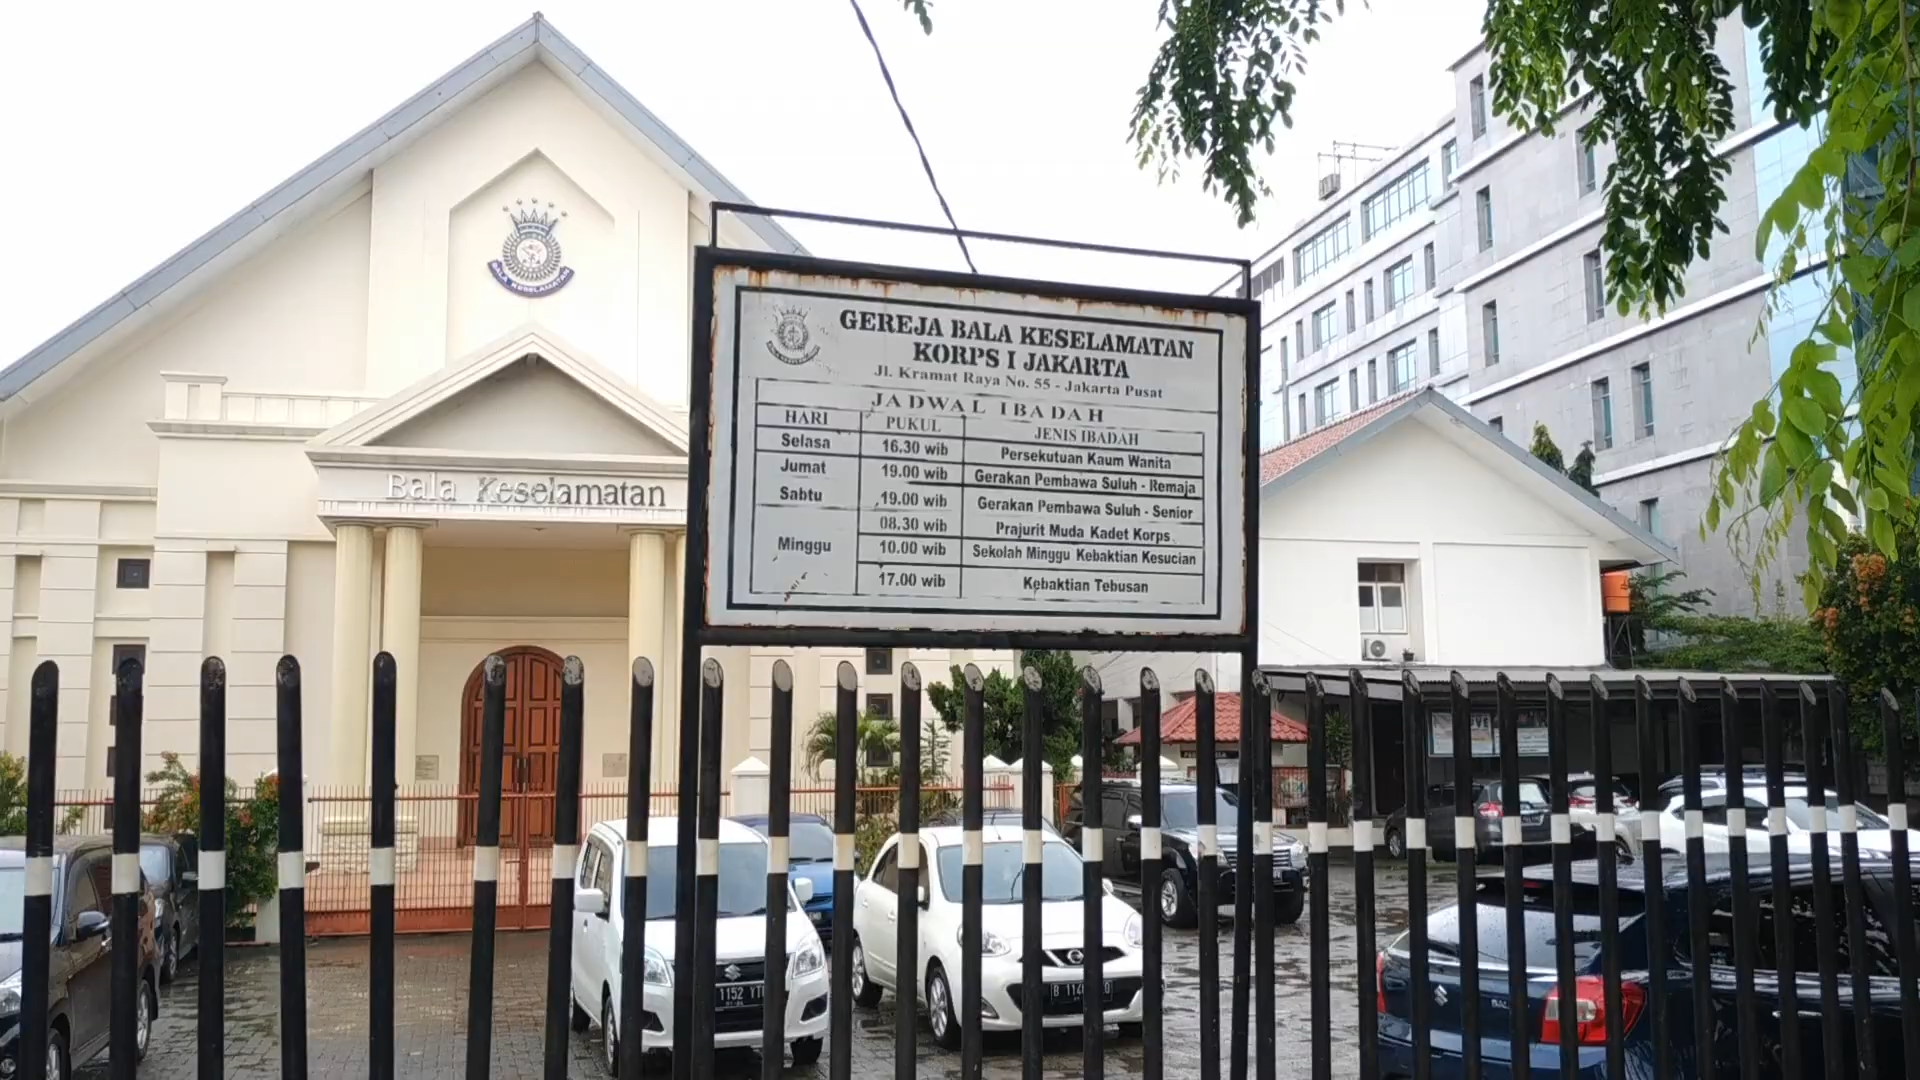 BALA KESELAMATAN
Bala Keselamatan
GEREJA BALA KESELAMATAN
KORPS I JAKARTA
Jl. Kramat Raya No. 55 - Jakarta Pusat
JADWAL IBADAH
HARI PUKUL JENIS IBADAH
Selasa 16.30 wib Persekutuan Kaum Wanita
Jumat 19.00 wib Gerakan Pembawa Suluh - Remaja
Sabtu 19.00 wib Gerakan Pembawa Suluh - Senior
Minggu 08.30 wib Prajurit Muda Kadet Korps
10.00 wib Sekolah Minggu Kebaktian Kesucian
17.00 wib Kebaktian Tebusan
1152
B